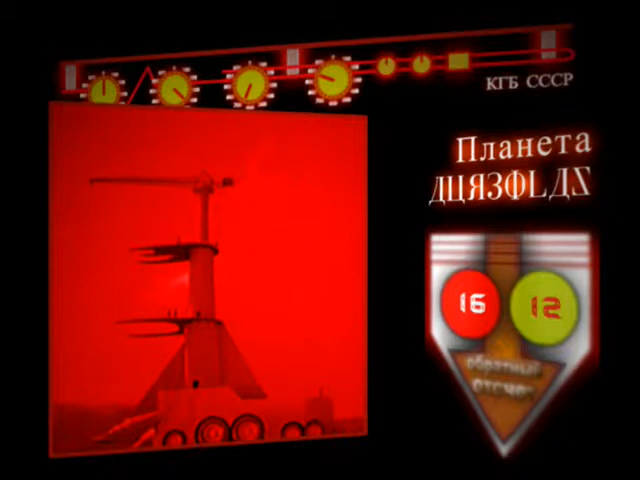 КГБ СССР
Планета
ДЦЯЗФLДZ
16 12
обратный
отсчет